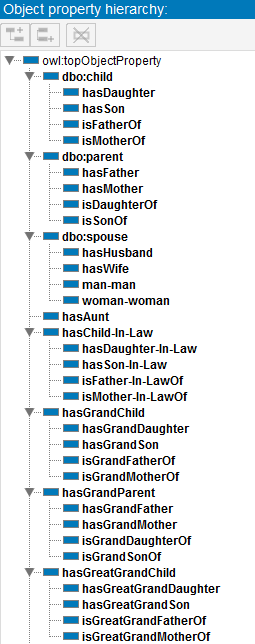 Object property hierarchy:
owl:topObjectProperty
dbo:child
hasDaughter
hasSon
isFatherOf
isMotherOf
dbo:parent
hasFather
hasMother
isDaughterOf
isSonOf
dbo:spouse
hasHusband
hasWife
man-man
woman-woman
hasAunt
hasChild-In-Law
hasDaughter-In-Law
hasSon-In-Law
isFather-In-LawOf
isMother-In-LawOf
hasGrandChild
hasGrandDaughter
hasGrandSon
isGrandFatherOf
isGrandMotherOf
hasGrandParent
hasGrandFather
hasGrandMother
isGrandDaughterOf
isGrandSonOf
hasGreatGrandChild
hasGreatGrandDaughter
hasGreatGrandSon
isGreatGrandFatherOf
isGreatGrandMotherOf